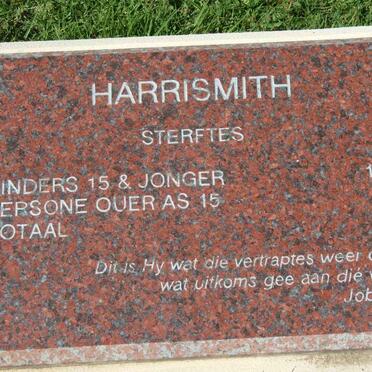 HARRISMITH
STERFTES
INDERS 15 & JONGER 1
ERSONE OUER AS 15
OTAAL
Dit is Hy wat die vertraptes weer
wat uitkoms gee aan die
Job